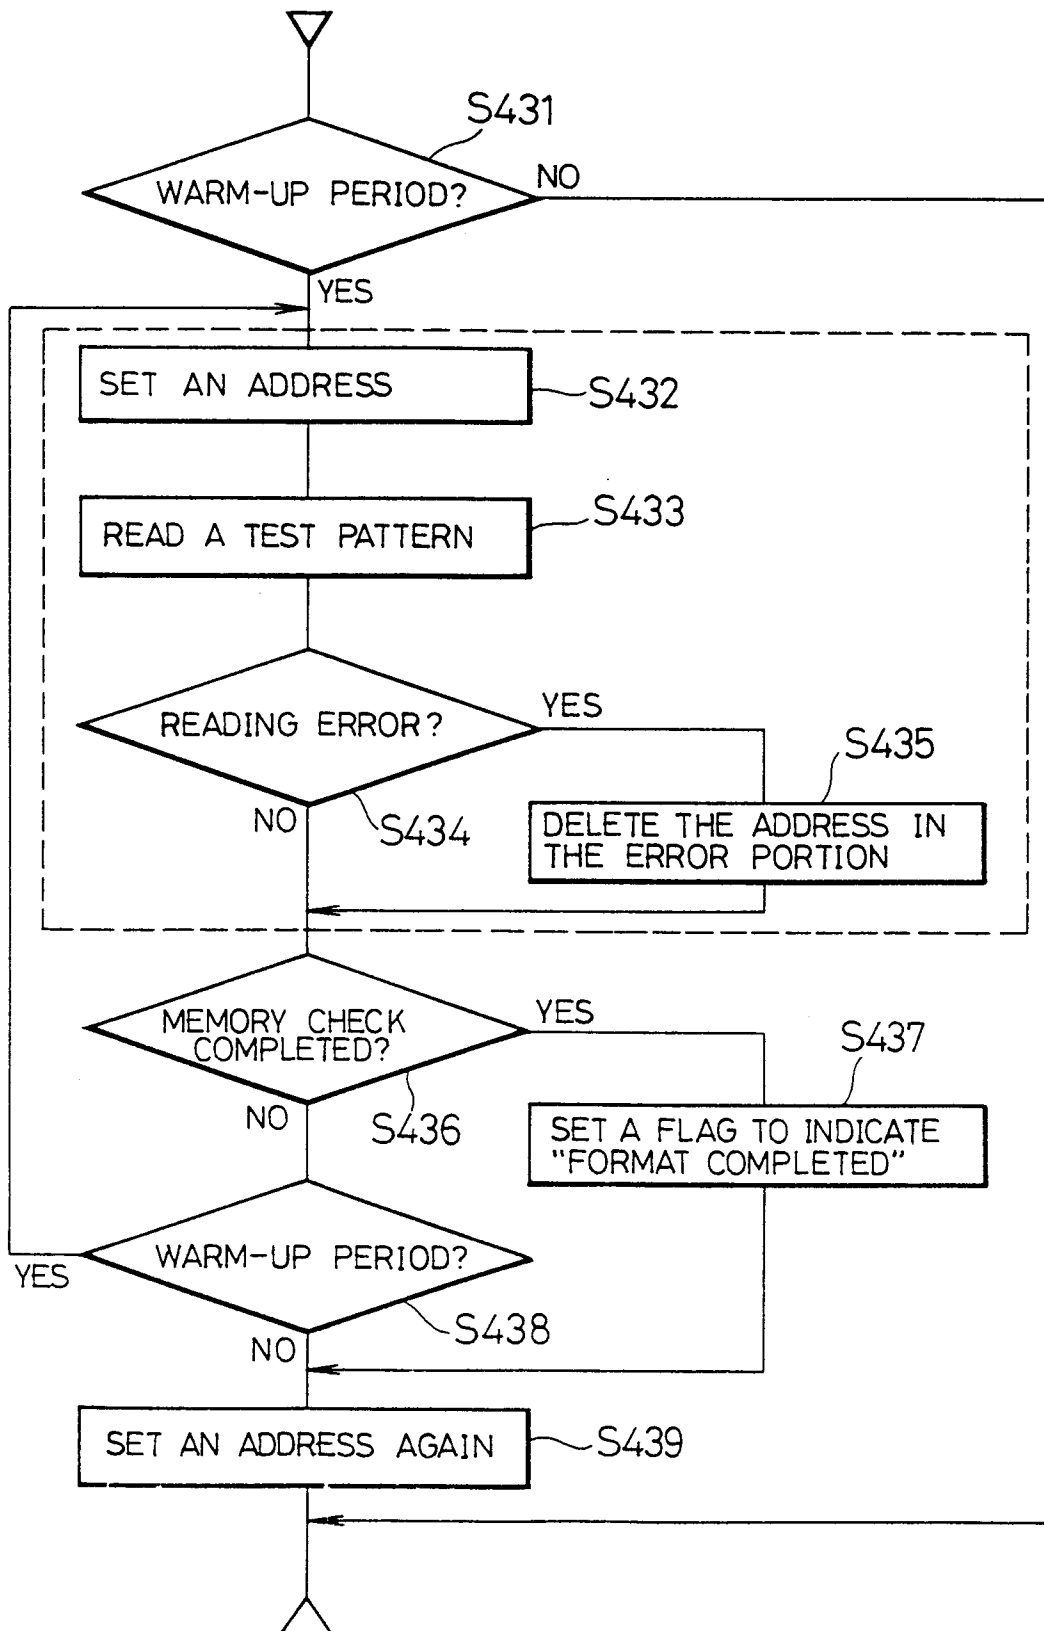 S431
WARM-UP PERIOD?
NO
YES
SET AN ADDRESS
S432
READ A TEST PATTERN
S433
READING ERROR?
YES
S435
NO
S434
DELETE THE ADDRESS IN
THE ERROR PORTION
MEMORY CHECK
COMPLETED?
YES
S437
NO
S436
SET A FLAG TO INDICATE
"FORMAT COMPLETED"
WARM-UP PERIOD?
YES
S438
NO
SET AN ADDRESS AGAIN
S439